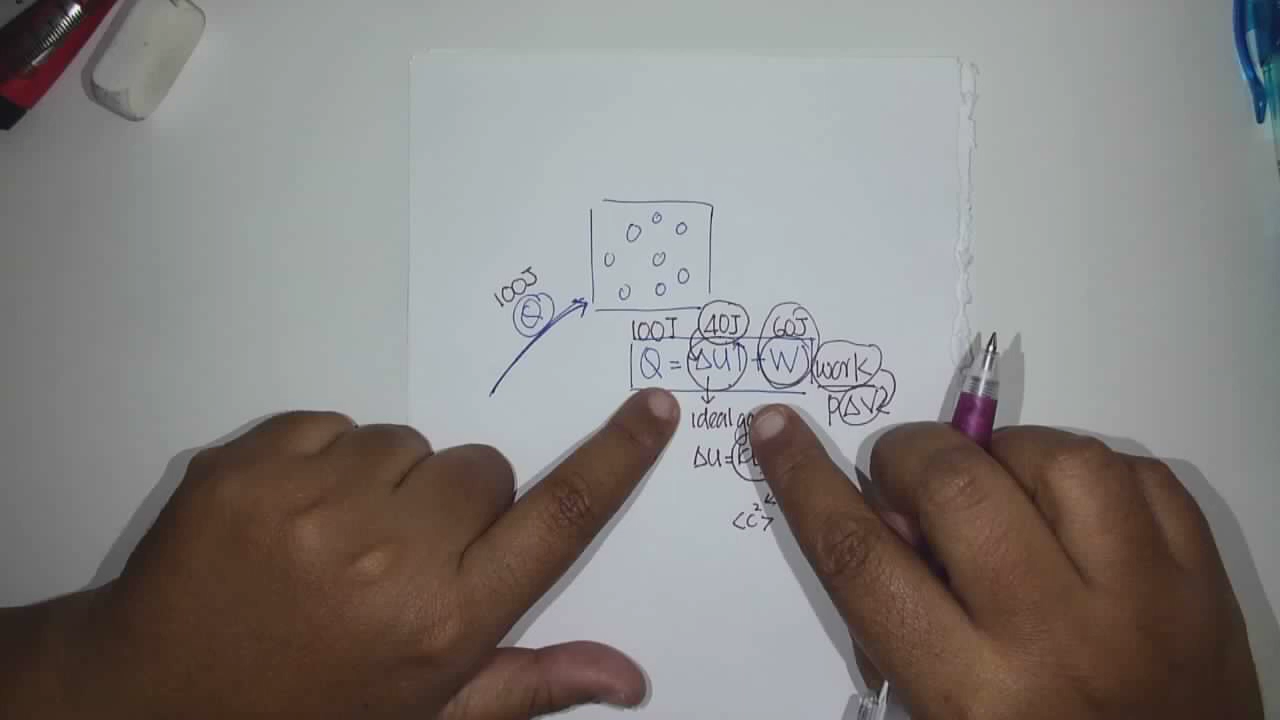 100J
Q
100J 40J 60J
Q = ΔU + W work
pΔV
ideal
ΔU =
<c²>